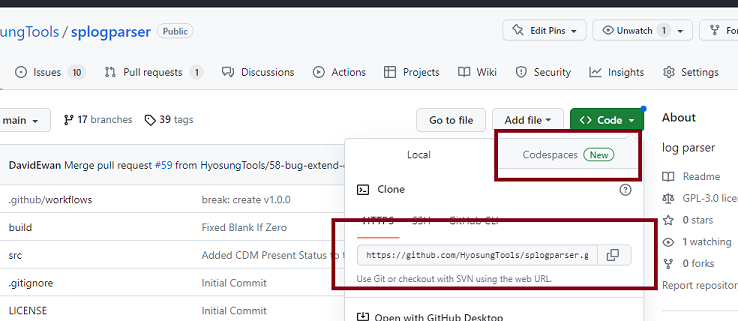 ungTools / splogparser Public Edit Pins Unwatch 1
Issues 10 Pull requests 1 Discussions Actions Projects Wiki Security Insights Settings
main 17 branches 39 tags Go to file Add file Code About
Local Codespaces New
log parser
DavidEwan Merge pull request #59 from HyosungTools/58-bug-extend-
Readme
Clone
.github/workflows break: create v1.0.0
GPL-3.0 lice
HTTPS SSH GitHub CLI
0 stars
build Fixed Blank If Zero
1 watching
src Added CDM Present Status to t
https://github.com/HyosungTools/splogparser.g
0 forks
Use Git or checkout with SVN using the web URL.
.gitignore Initial Commit
Report repositor
LICENSE Initial Commit
Open with GitHub Desktop